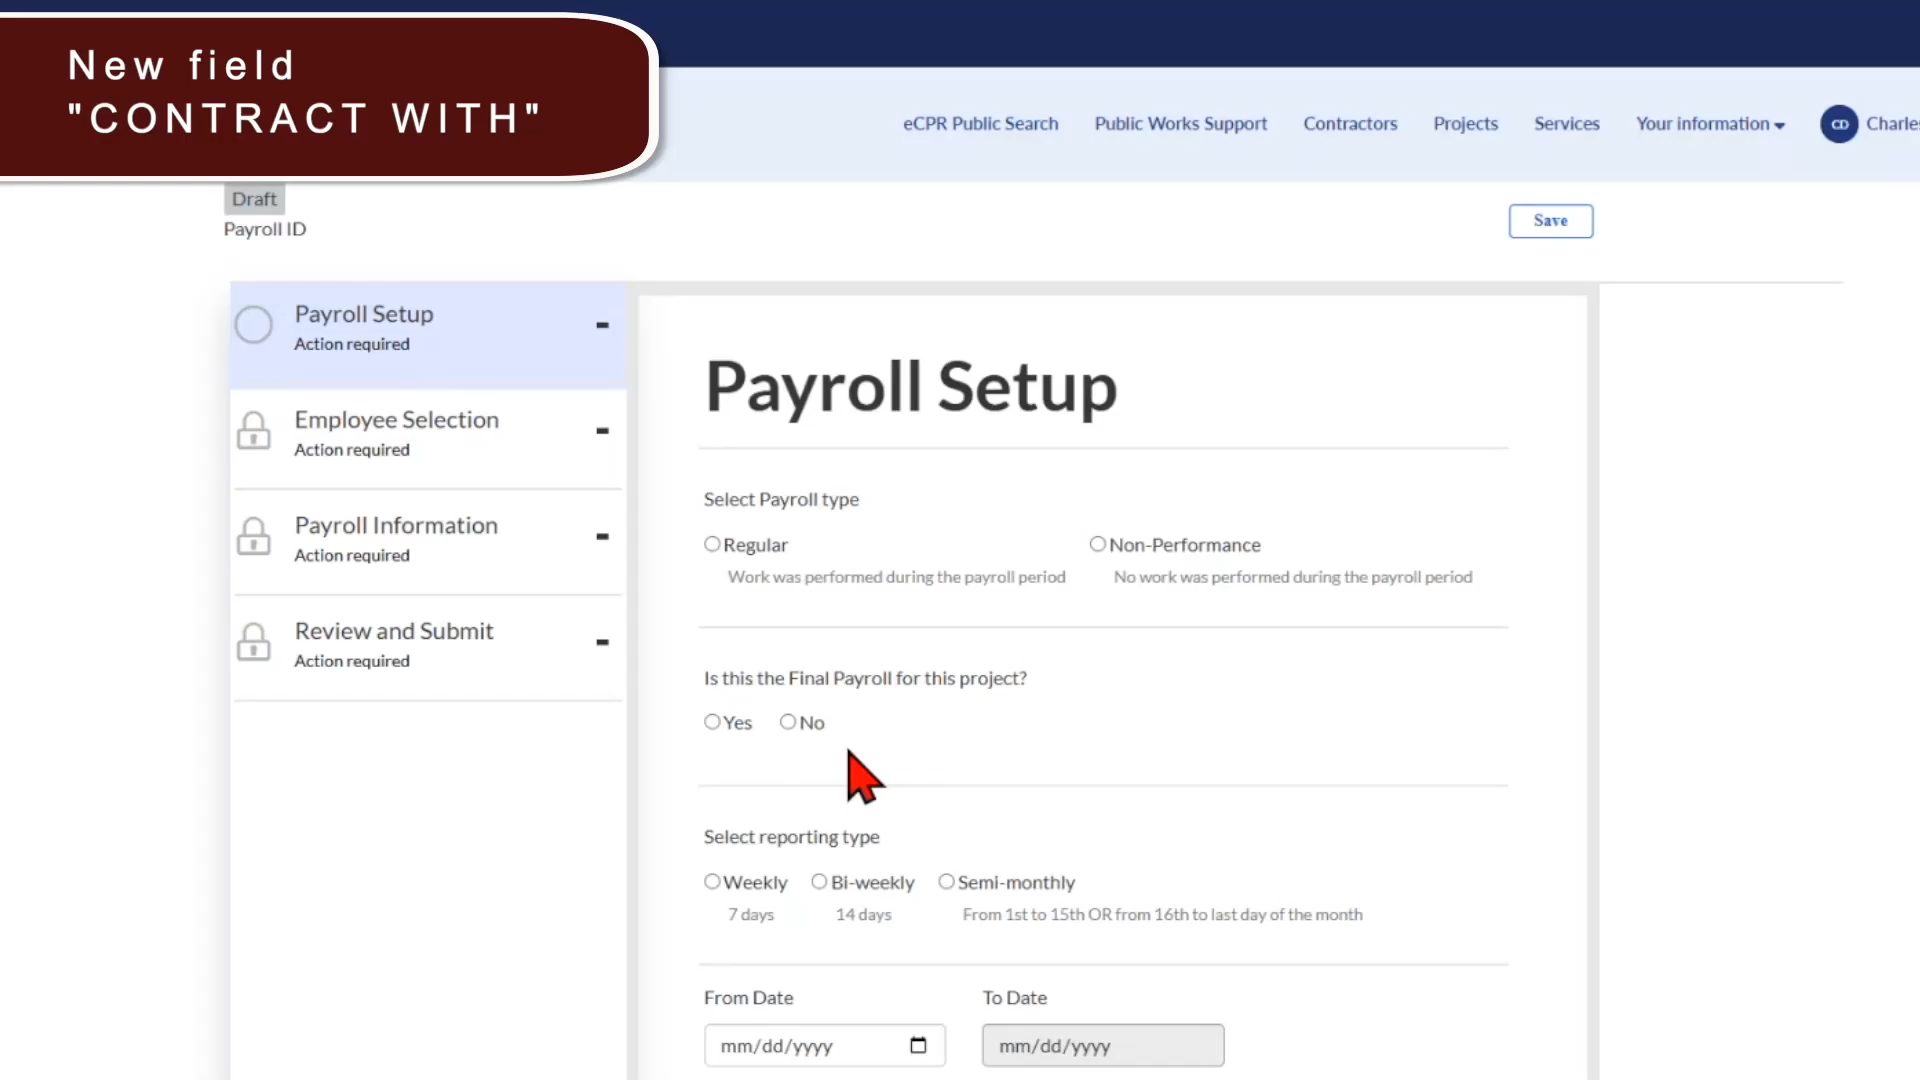 New field
"CONTRACT WITH"
eCPR Public Search Public Works Support Contractors Projects Services Your information CD Charles
Draft
Payroll ID
Save
Payroll Setup
Action required
Employee Selection
Action required
Payroll Information
Action required
Review and Submit
Action required
Payroll Setup
Select Payroll type
Regular Non-Performance
Work was performed during the payroll period No work was performed during the payroll period
Is this the Final Payroll for this project?
Yes No
Select reporting type
Weekly Bi-weekly Semi-monthly
7 days 14 days From 1st to 15th OR from 16th to last day of the month
From Date To Date
mm/dd/yyyy mm/dd/yyyy